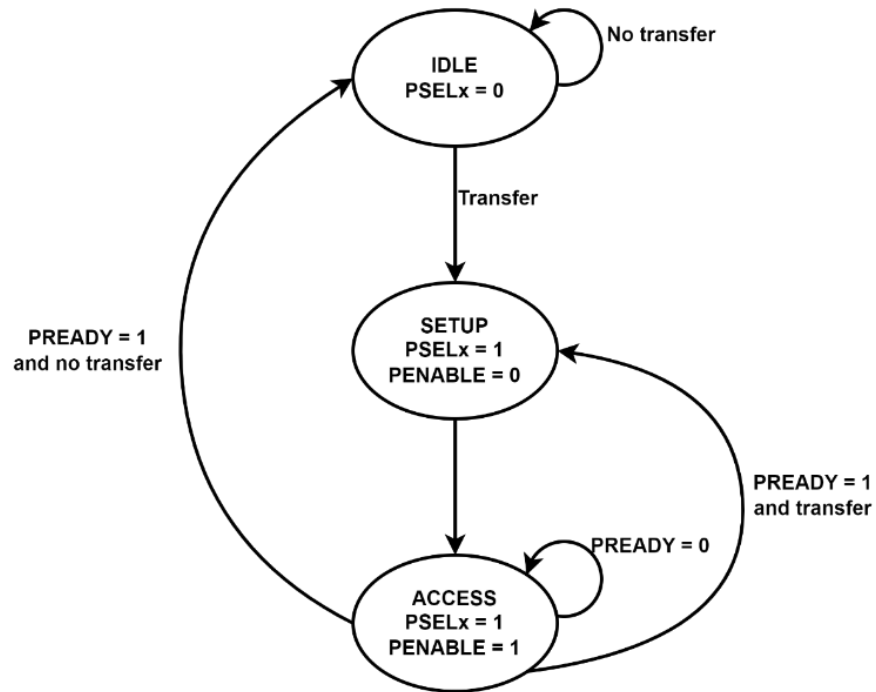 No transfer
IDLE
PSELx = 0
Transfer
SETUP
PSELx = 1
PENABLE = 0
PREADY = 1
and no transfer
PREADY = 1
and transfer
PREADY = 0
ACCESS
PSELx = 1
PENABLE = 1